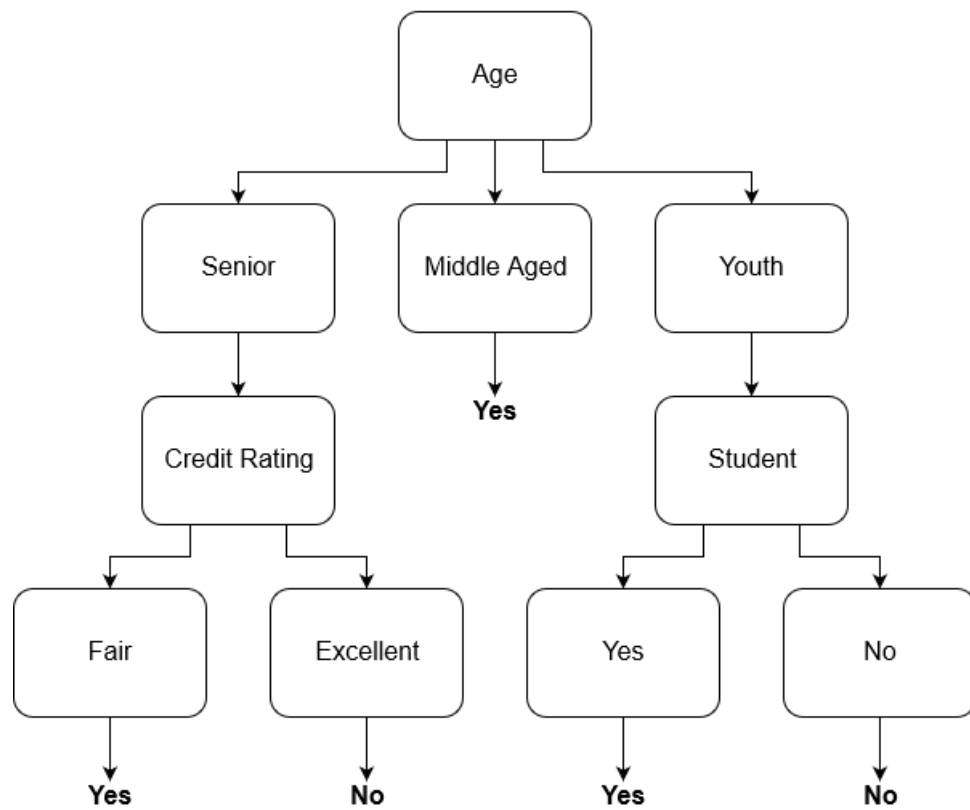 Age
Senior
Middle Aged
Youth
Yes
Credit Rating
Student
Fair
Excellent
Yes
No
Yes
No
Yes
No